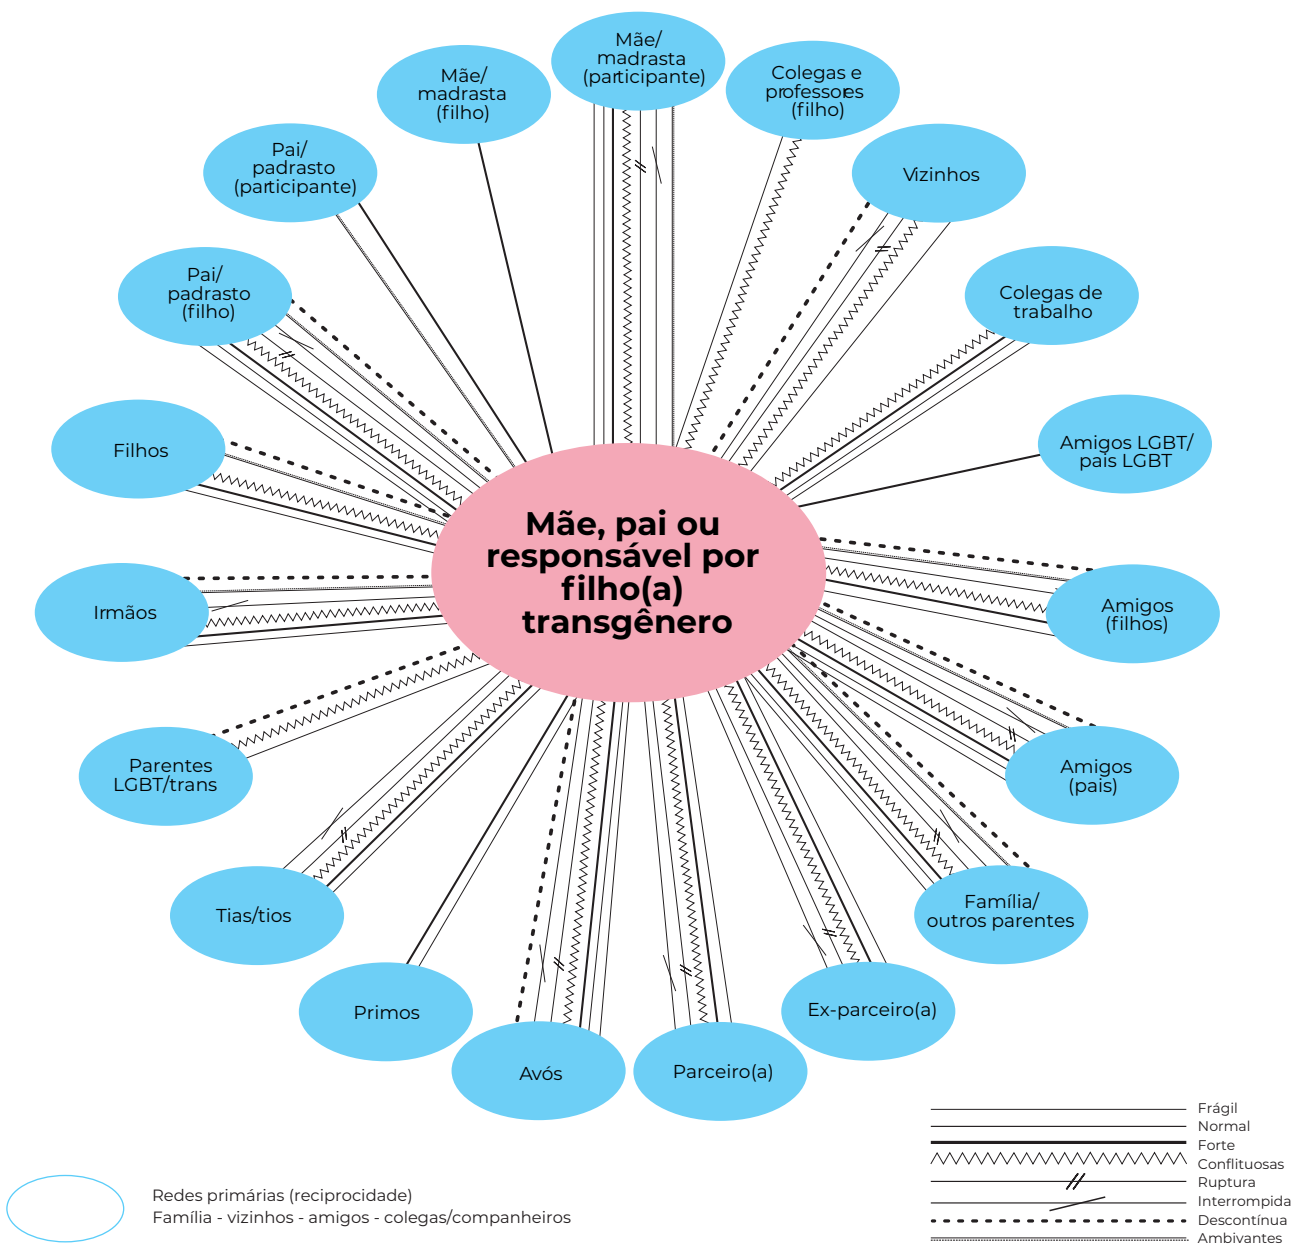 Mãe/
madrasta
(participante)
Mãe/
madrasta
(filho)
Colegas e
professores
(filho)
Pai/
padrasto
(participante)
Vizinhos
Pai/
padrasto
(filho)
Colegas de
trabalho
Filhos
Amigos LGBT/
pais LGBT
Mãe, pai ou
responsável por
filho(a)
transgênero
Irmãos
Amigos
(filhos)
Parentes
LGBT/trans
Amigos
(pais)
Tias/tios
Família/
outros parentes
Primos
Ex-parceiro(a)
Avós
Parceiro(a)
Frágil
Normal
Forte
Conflituosas
Ruptura
Interrompida
Descontínua
Ambivantes
Redes primárias (reciprocidade)
Família - vizinhos - amigos - colegas/companheiros